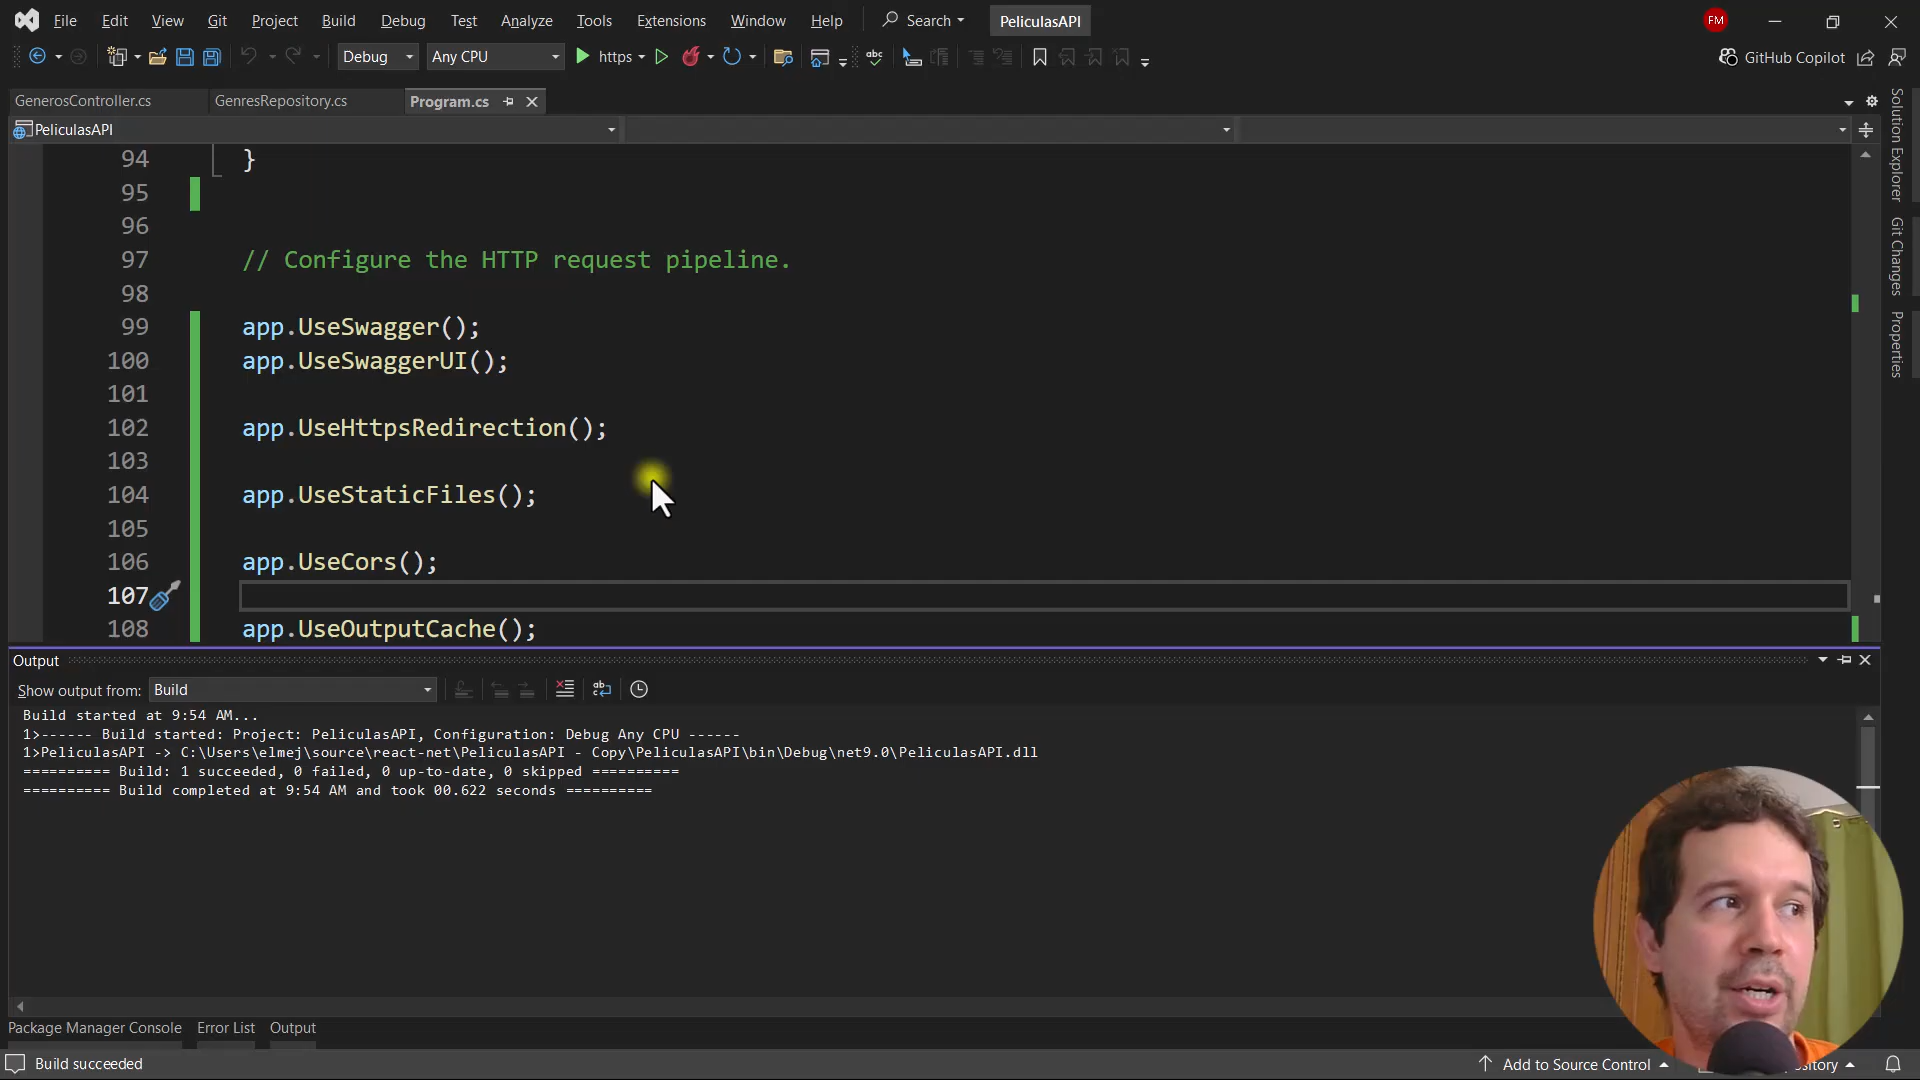 File Edit View Git Project Build Debug Test Analyze Tools Extensions Window Help Search PeliculasAPI FM
Debug Any CPU https GitHub Copilot
GenerosController.cs GenresRepository.cs Program.cs
PeliculasAPI
94 }
95
96
97 // Configure the HTTP request pipeline.
98
99 app.UseSwagger();
100 app.UseSwaggerUI();
101
102 app.UseHttpsRedirection();
103
104 app.UseStaticFiles();
105
106 app.UseCors();
107
108 app.UseOutputCache();
Solution Explorer
Git Changes
Properties
Output
Show output from: Build
Build started at 9:54 AM...
1>------ Build started: Project: PeliculasAPI, Configuration: Debug Any CPU ------
1>PeliculasAPI -> C:\Users\elmej\source\react-net\PeliculasAPI - Copy\PeliculasAPI\bin\Debug\net9.0\PeliculasAPI.dll
========== Build: 1 succeeded, 0 failed, 0 up-to-date, 0 skipped ==========
========== Build completed at 9:54 AM and took 00.622 seconds ==========
Package Manager Console Error List Output
Build succeeded Add to Source Control